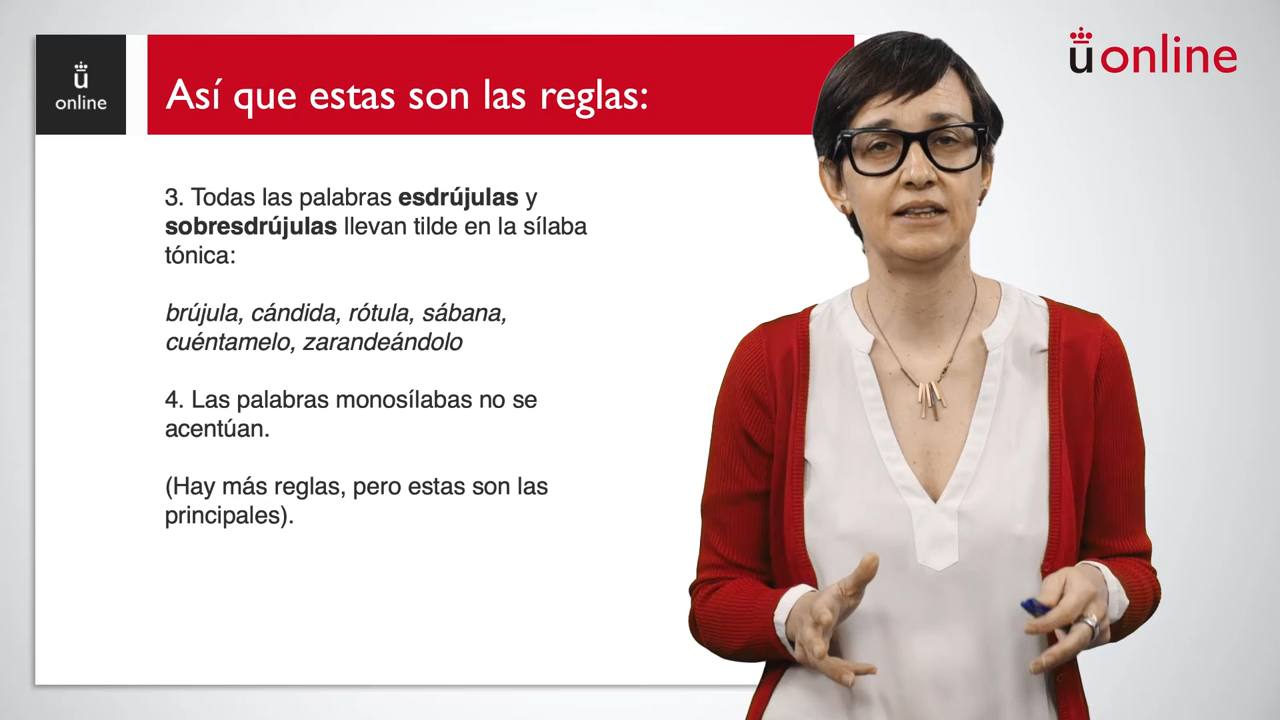 ü
online
Así que estas son las reglas:
üonline
3. Todas las palabras esdrújulas y
sobresdrújulas llevan tilde en la sílaba
tónica:
brújula, cándida, rótula, sábana,
cuéntamelo, zarandeándolo
4. Las palabras monosílabas no se
acentúan.
(Hay más reglas, pero estas son las
principales).